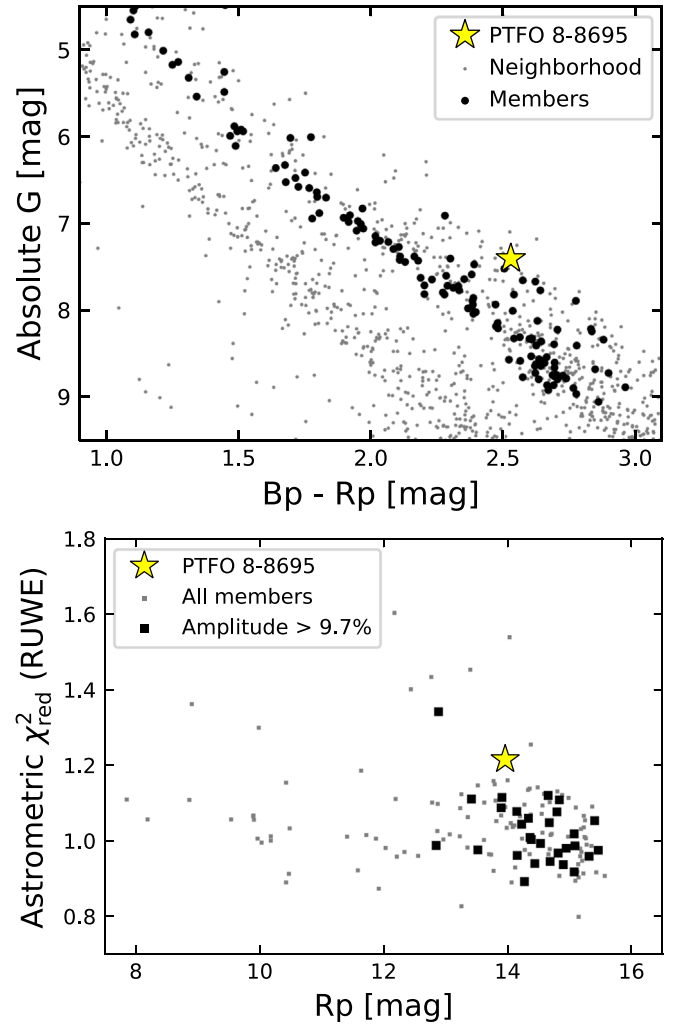 PTFO 8-8695
Neighborhood
Members
5
6
7
8
9
Absolute G [mag]
1.0 1.5 2.0 2.5 3.0
Bp - Rp [mag]
PTFO 8-8695
All members
Amplitude > 9.7%
1.8
1.6
1.4
1.2
1.0
0.8
Astrometric χ²red (RUWE)
8 10 12 14 16
Rp [mag]